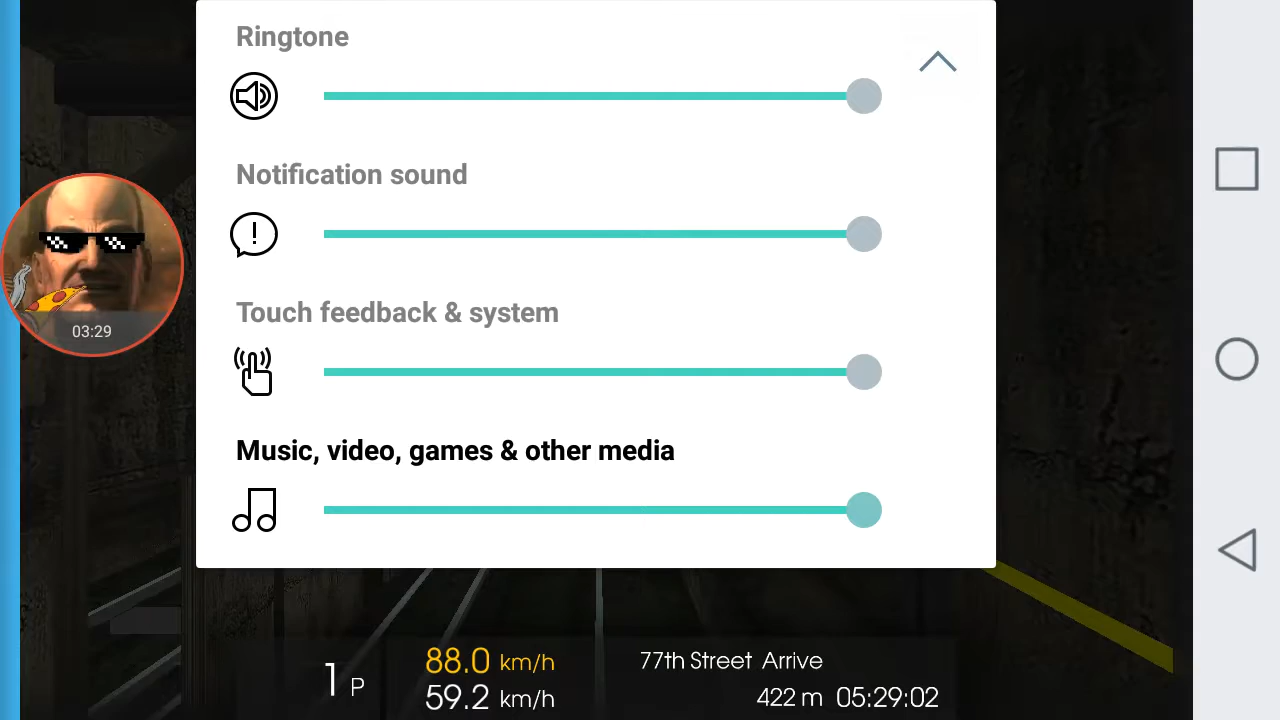 Ringtone
Notification sound
Touch feedback & system
Music, video, games & other media
03:29
1 P
88.0 km/h
59.2 km/h
77th Street Arrive
422 m 05:29:02